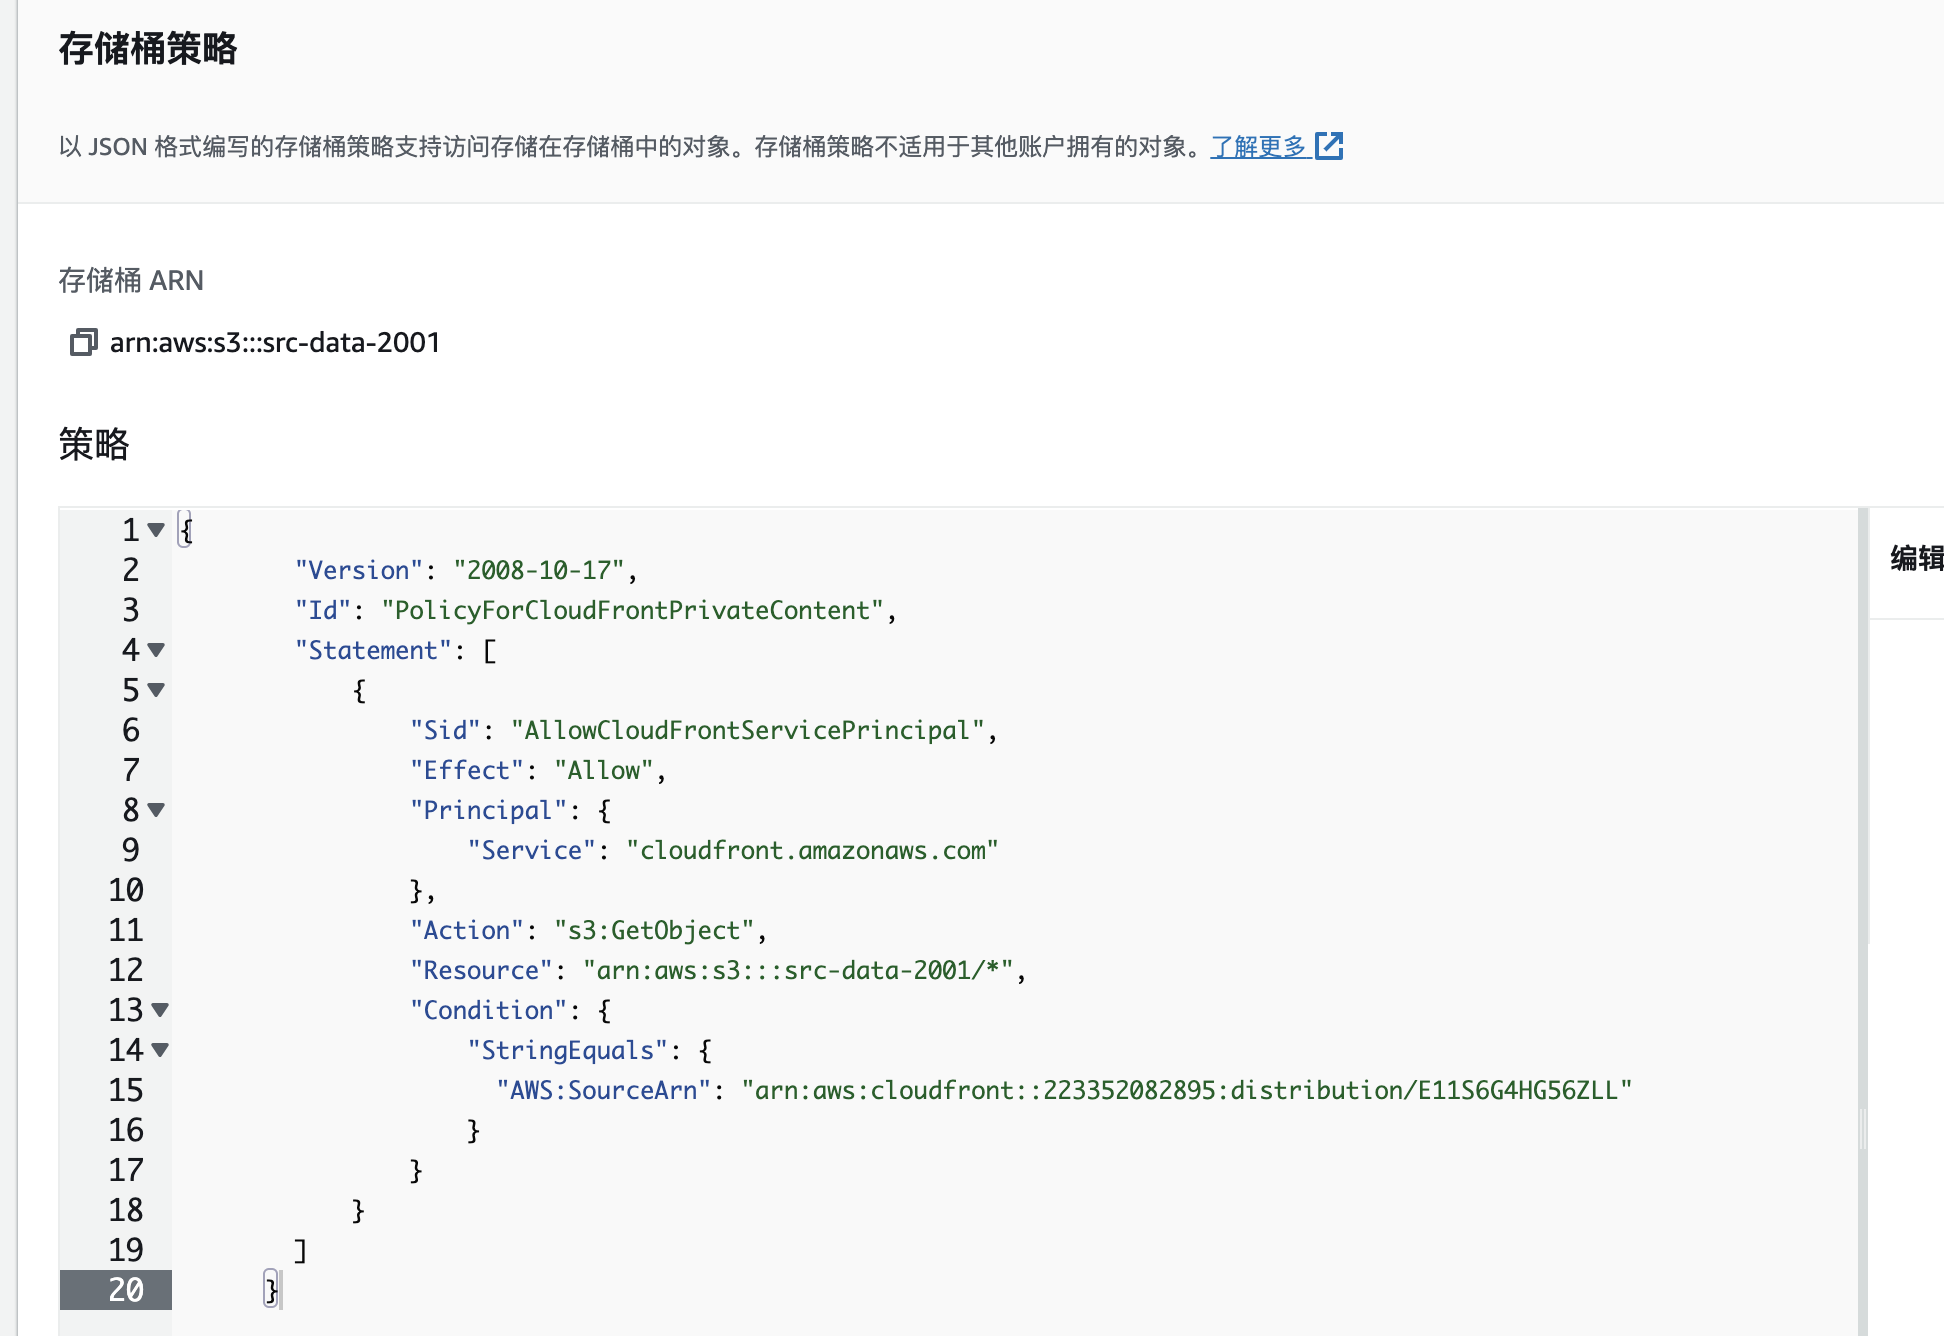 存储桶策略
以 JSON 格式编写的存储桶策略支持访问存储在存储桶中的对象。存储桶策略不适用于其他账户拥有的对象。了解更多
存储桶 ARN
arn:aws:s3:::src-data-2001
策略
1 {
2 "Version": "2008-10-17",
3 "Id": "PolicyForCloudFrontPrivateContent",
4 "Statement": [
5 {
6 "Sid": "AllowCloudFrontServicePrincipal",
7 "Effect": "Allow",
8 "Principal": {
9 "Service": "cloudfront.amazonaws.com"
10 },
11 "Action": "s3:GetObject",
12 "Resource": "arn:aws:s3:::src-data-2001/*",
13 "Condition": {
14 "StringEquals": {
15 "AWS:SourceArn": "arn:aws:cloudfront::223352082895:distribution/E11S6G4HG56ZLL"
16 }
17 }
18 }
19 ]
20 }
编辑